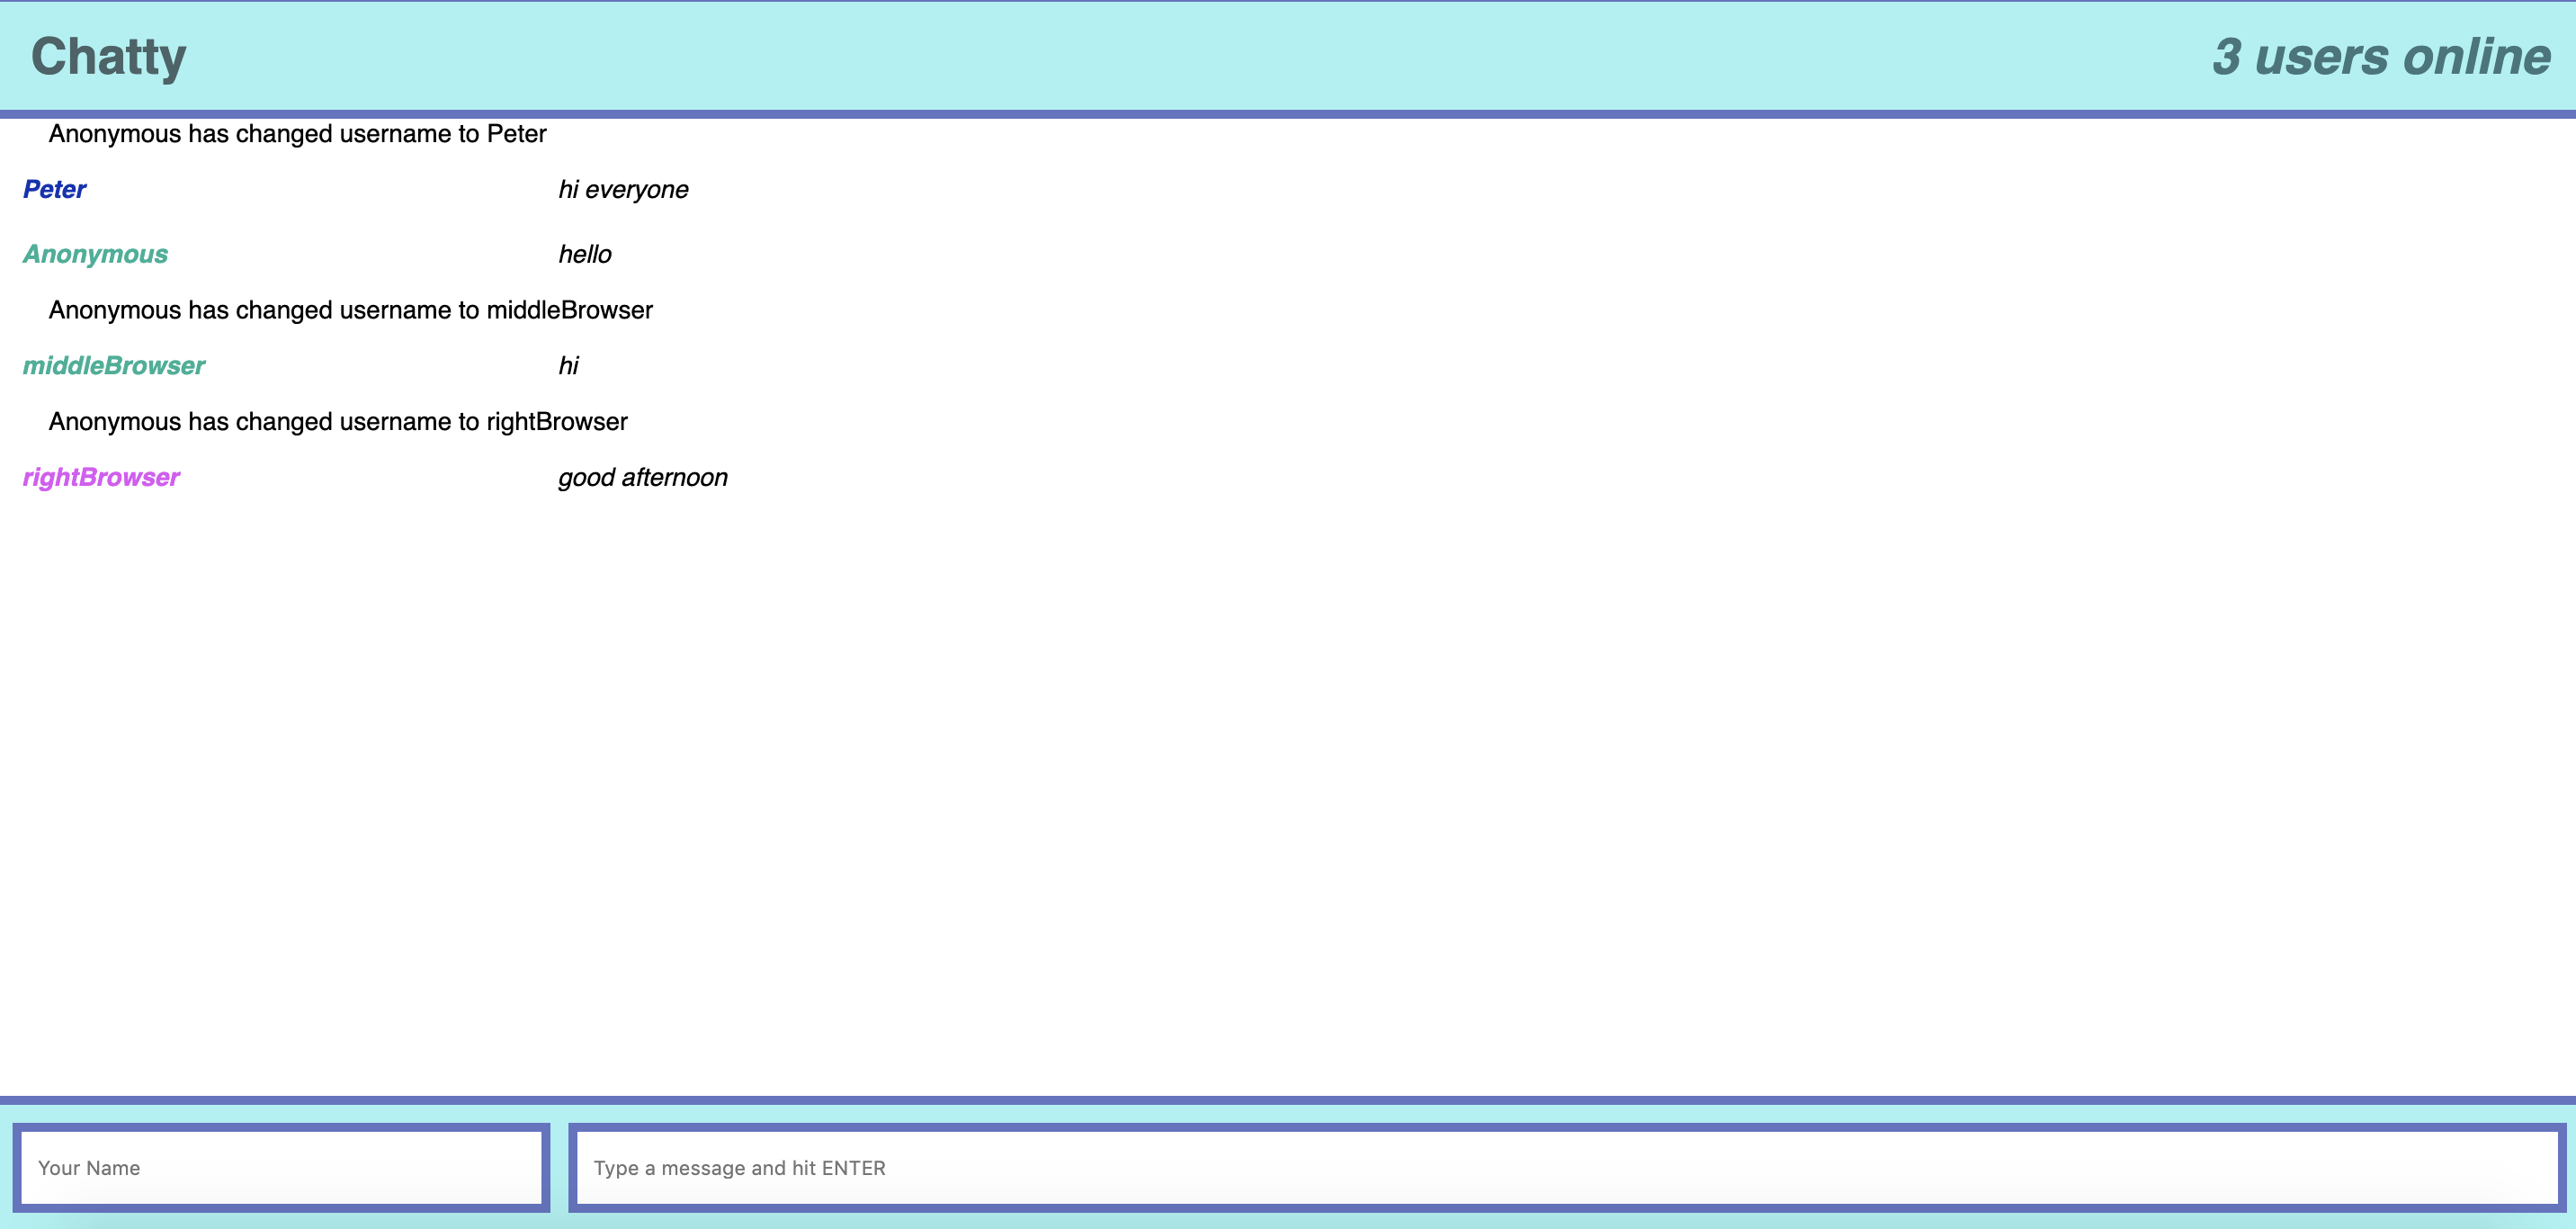 Chatty
3 users online
Anonymous has changed username to Peter
Peter hi everyone
Anonymous hello
Anonymous has changed username to middleBrowser
middleBrowser hi
Anonymous has changed username to rightBrowser
rightBrowser good afternoon
Your Name
Type a message and hit ENTER